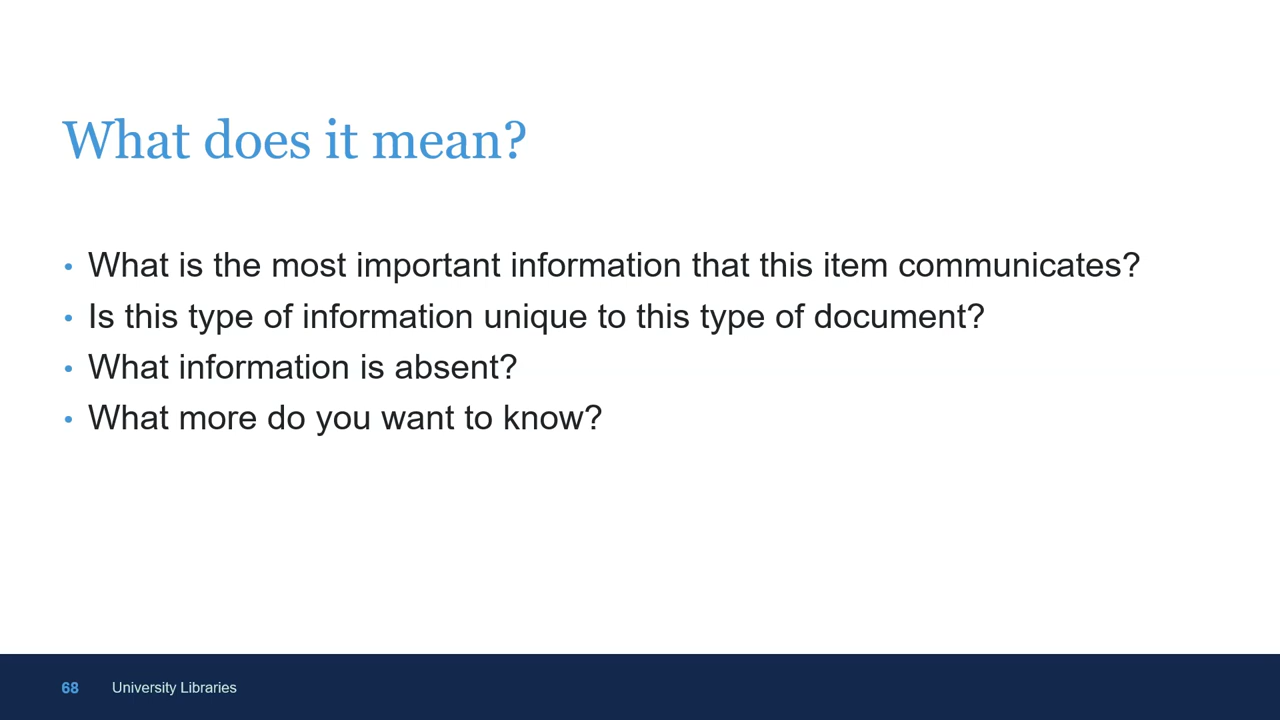 What does it mean?
• What is the most important information that this item communicates?
• Is this type of information unique to this type of document?
• What information is absent?
• What more do you want to know?
68 University Libraries